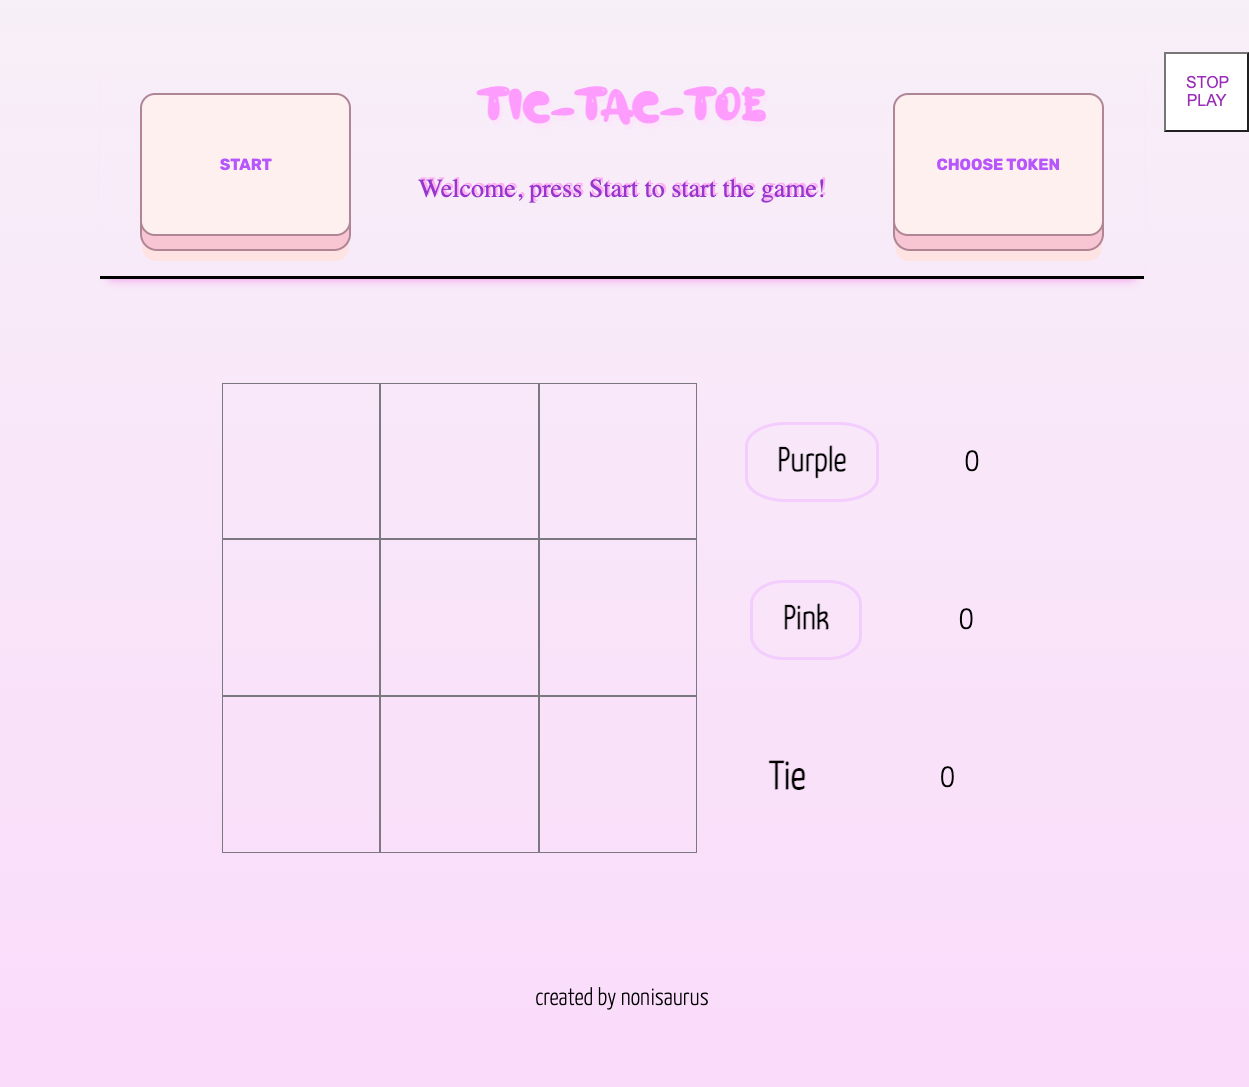 TIC-TAC-TOE
STOP
PLAY
START
CHOOSE TOKEN
Welcome, press Start to start the game!
Purple 0
Pink 0
Tie 0
created by nonisaurus